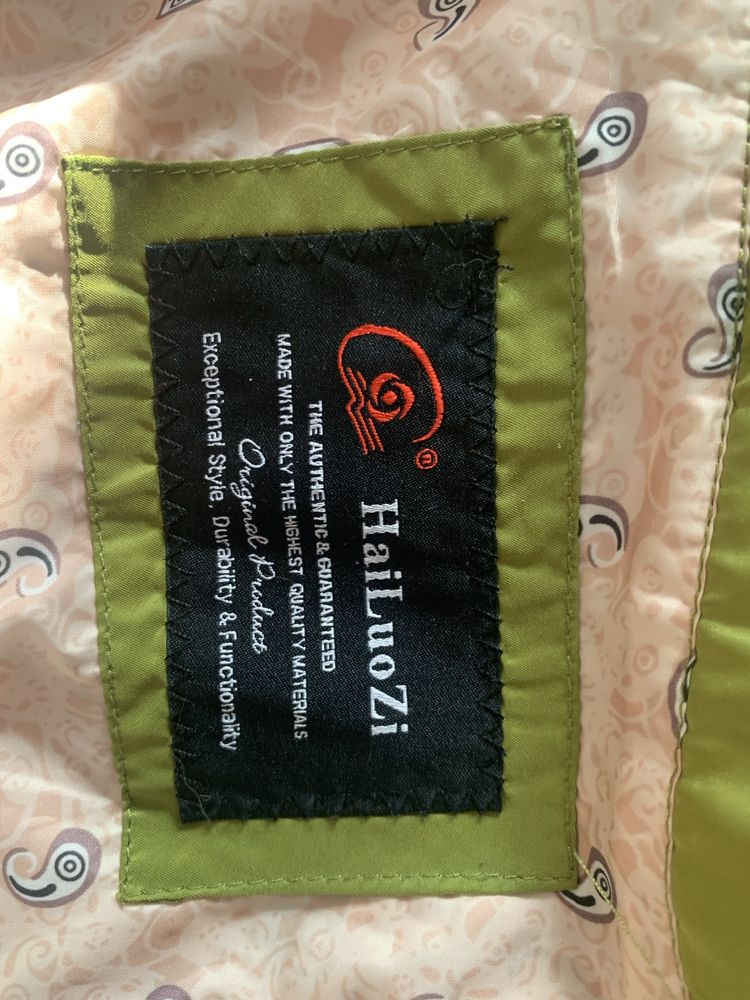 HaiLuoZi
THE AUTHENTIC & GUARANTEED
MADE WITH ONLY THE HIGHEST QUALITY MATERIALS
Original Product
Exceptional Style, Durability & Functionality